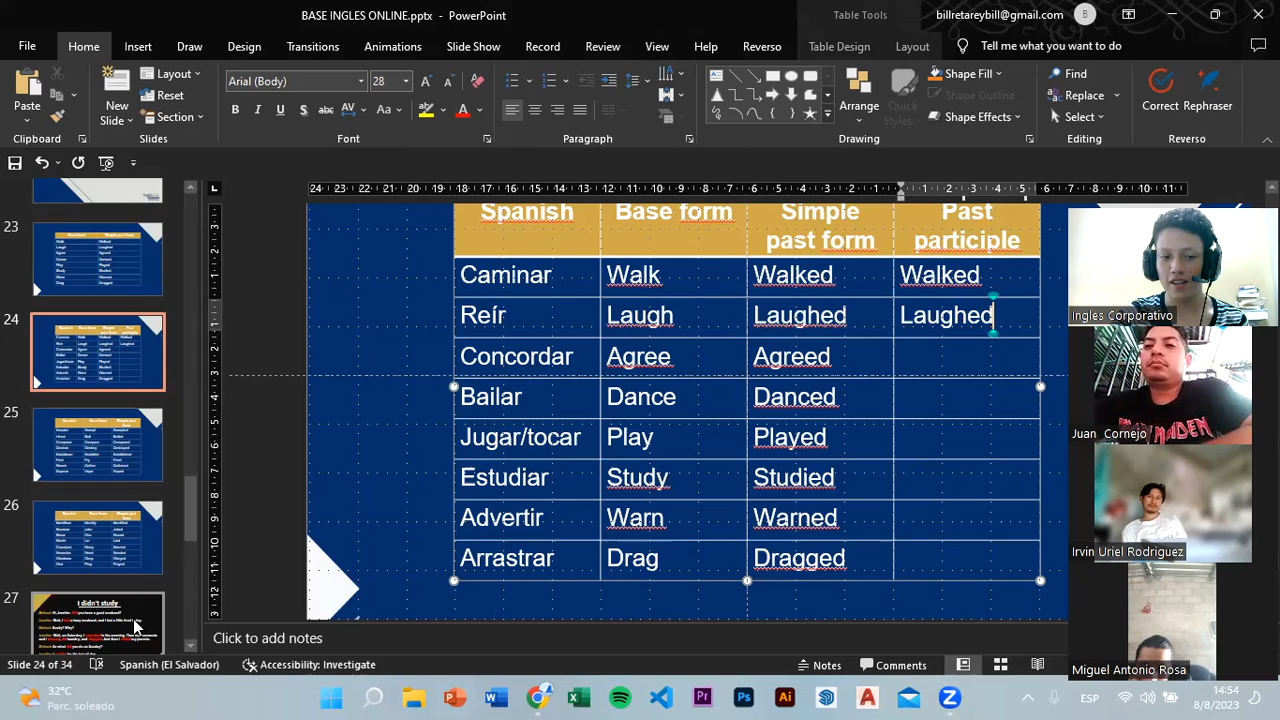 BASE INGLES ONLINE.pptx - PowerPoint
Table Tools
billretareybill@gmail.com
B
File
Home
Insert
Draw
Design
Transitions
Animations
Slide Show
Record
Review
View
Help
Reverso
Table Design
Layout
Tell me what you want to do
Paste
New
Slide
Layout
Reset
Section
Arial (Body)
28
Arrange
Quick
Styles
Shape Fill
Shape Outline
Shape Effects
Find
Replace
Select
Correct
Rephraser
Clipboard
Slides
Font
Paragraph
Drawing
Editing
Reverso
Spanish Base form Simple past form Past participle
Caminar Walk Walked Walked
Reír Laugh Laughed Laughed
Concordar Agree Agreed
Bailar Dance Danced
Jugar/tocar Play Played
Estudiar Study Studied
Advertir Warn Warned
Arrastrar Drag Dragged
23
24
25
26
27
I didn't study
Click to add notes
Ingles Corporativo
Juan Cornejo
Irvin Uriel Rodriguez
Miguel Antonio Rosa
Slide 24 of 34
Spanish (El Salvador)
Accessibility: Investigate
Notes
Comments
32°C
Parc. soleado
ESP
14:54
8/8/2023